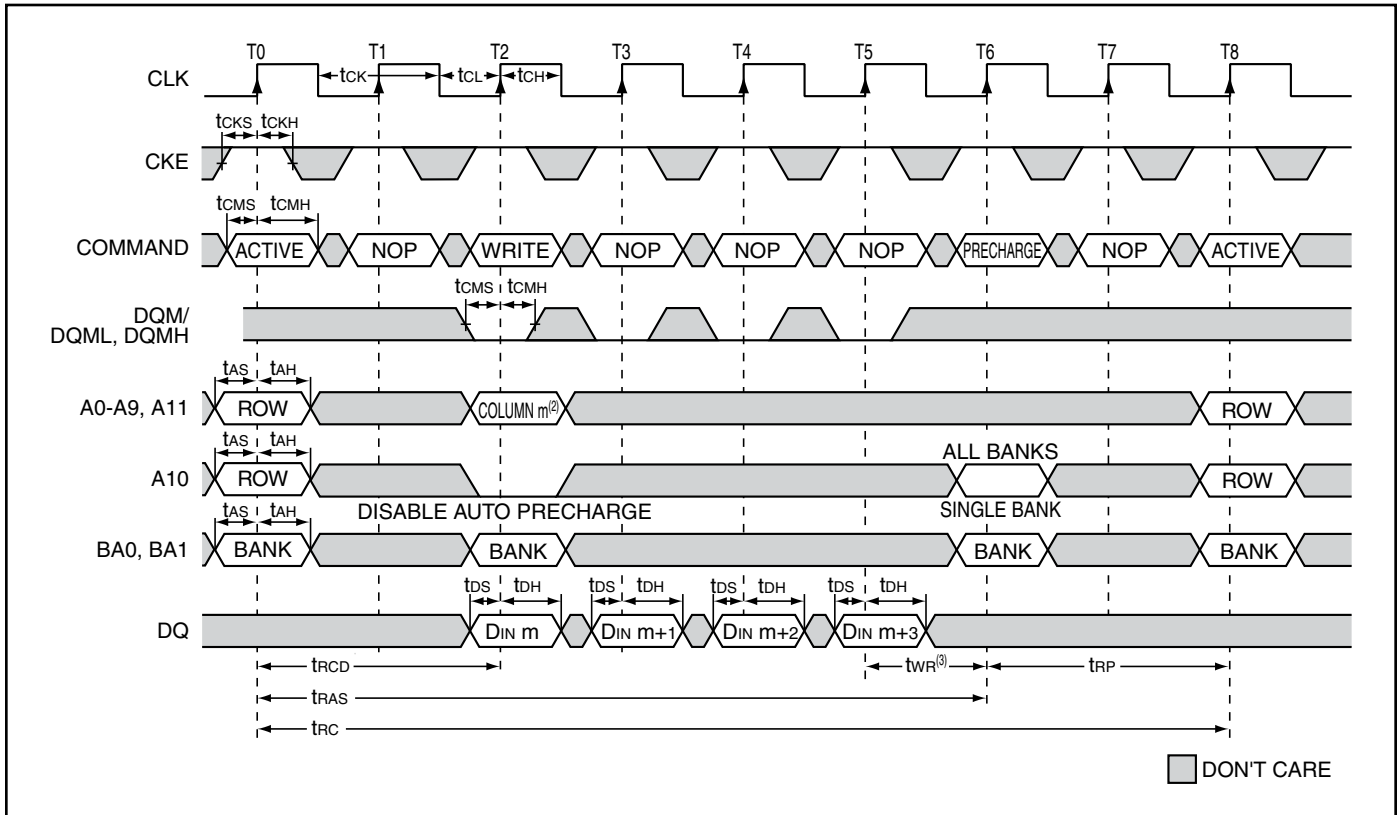 T0 T1 T2 T3 T4 T5 T6 T7 T8
CLK tCK tCL tCH
tCKS tCKH
CKE
tCMS tCMH
COMMAND ACTIVE NOP WRITE NOP NOP NOP PRECHARGE NOP ACTIVE
tCMS tCMH
DQM/
DQML, DQMH
tAS tAH
A0-A9, A11 ROW COLUMN m(2) ROW
tAS tAH ALL BANKS
A10 ROW ROW
tAS tAH DISABLE AUTO PRECHARGE SINGLE BANK
BA0, BA1 BANK BANK BANK BANK
tDS tDH tDS tDH tDS tDH tDS tDH
DQ DIN m DIN m+1 DIN m+2 DIN m+3
tRCD tWR(3) tRP
tRAS
tRC
DON'T CARE